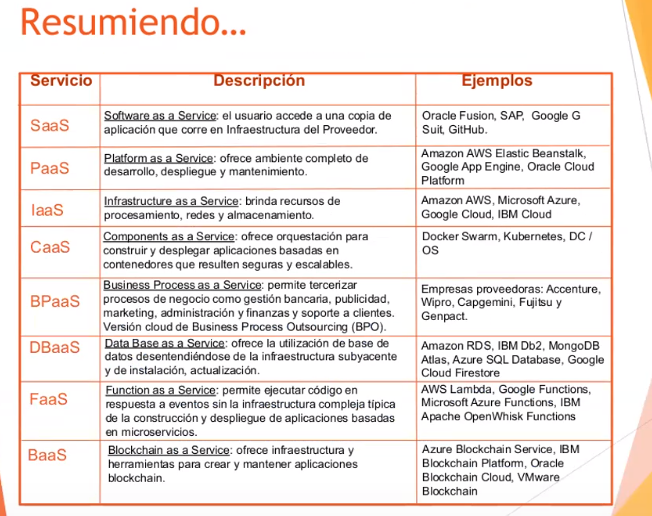 Resumiendo...
Servicio Descripción Ejemplos
SaaS
Software as a Service: el usuario accede a una copia de
aplicación que corre en Infraestructura del Proveedor.
Oracle Fusion, SAP, Google G
Suit, GitHub.
PaaS
Platform as a Service: ofrece ambiente completo de
desarrollo, despliegue y mantenimiento.
Amazon AWS Elastic Beanstalk,
Google App Engine, Oracle Cloud
Platform
IaaS
Infrastructure as a Service: brinda recursos de
procesamiento, redes y almacenamiento.
Amazon AWS, Microsoft Azure,
Google Cloud, IBM Cloud
CaaS
Components as a Service: ofrece orquestación para
construir y desplegar aplicaciones basadas en
contenedores que resulten seguras y escalables.
Docker Swarm, Kubernetes, DC /
OS
BPaaS
Business Process as a Service: permite tercerizar
procesos de negocio como gestión bancaria, publicidad,
marketing, administración y finanzas y soporte a clientes.
Versión cloud de Business Process Outsourcing (BPO).
Empresas proveedoras: Accenture,
Wipro, Capgemini, Fujitsu y
Genpact.
DBaaS
Data Base as a Service: ofrece la utilización de base de
datos desentendiéndose de la infraestructura subyacente
y de instalación, actualización.
Amazon RDS, IBM Db2, MongoDB
Atlas, Azure SQL Database, Google
Cloud Firestore
FaaS
Function as a Service: permite ejecutar código en
respuesta a eventos sin la infraestructura compleja típica
de la construcción y despliegue de aplicaciones basadas
en microservicios.
AWS Lambda, Google Functions,
Microsoft Azure Functions, IBM
Apache OpenWhisk Functions
BaaS
Blockchain as a Service: ofrece infraestructura y
herramientas para crear y mantener aplicaciones
blockchain.
Azure Blockchain Service, IBM
Blockchain Platform, Oracle
Blockchain Cloud, VMware
Blockchain